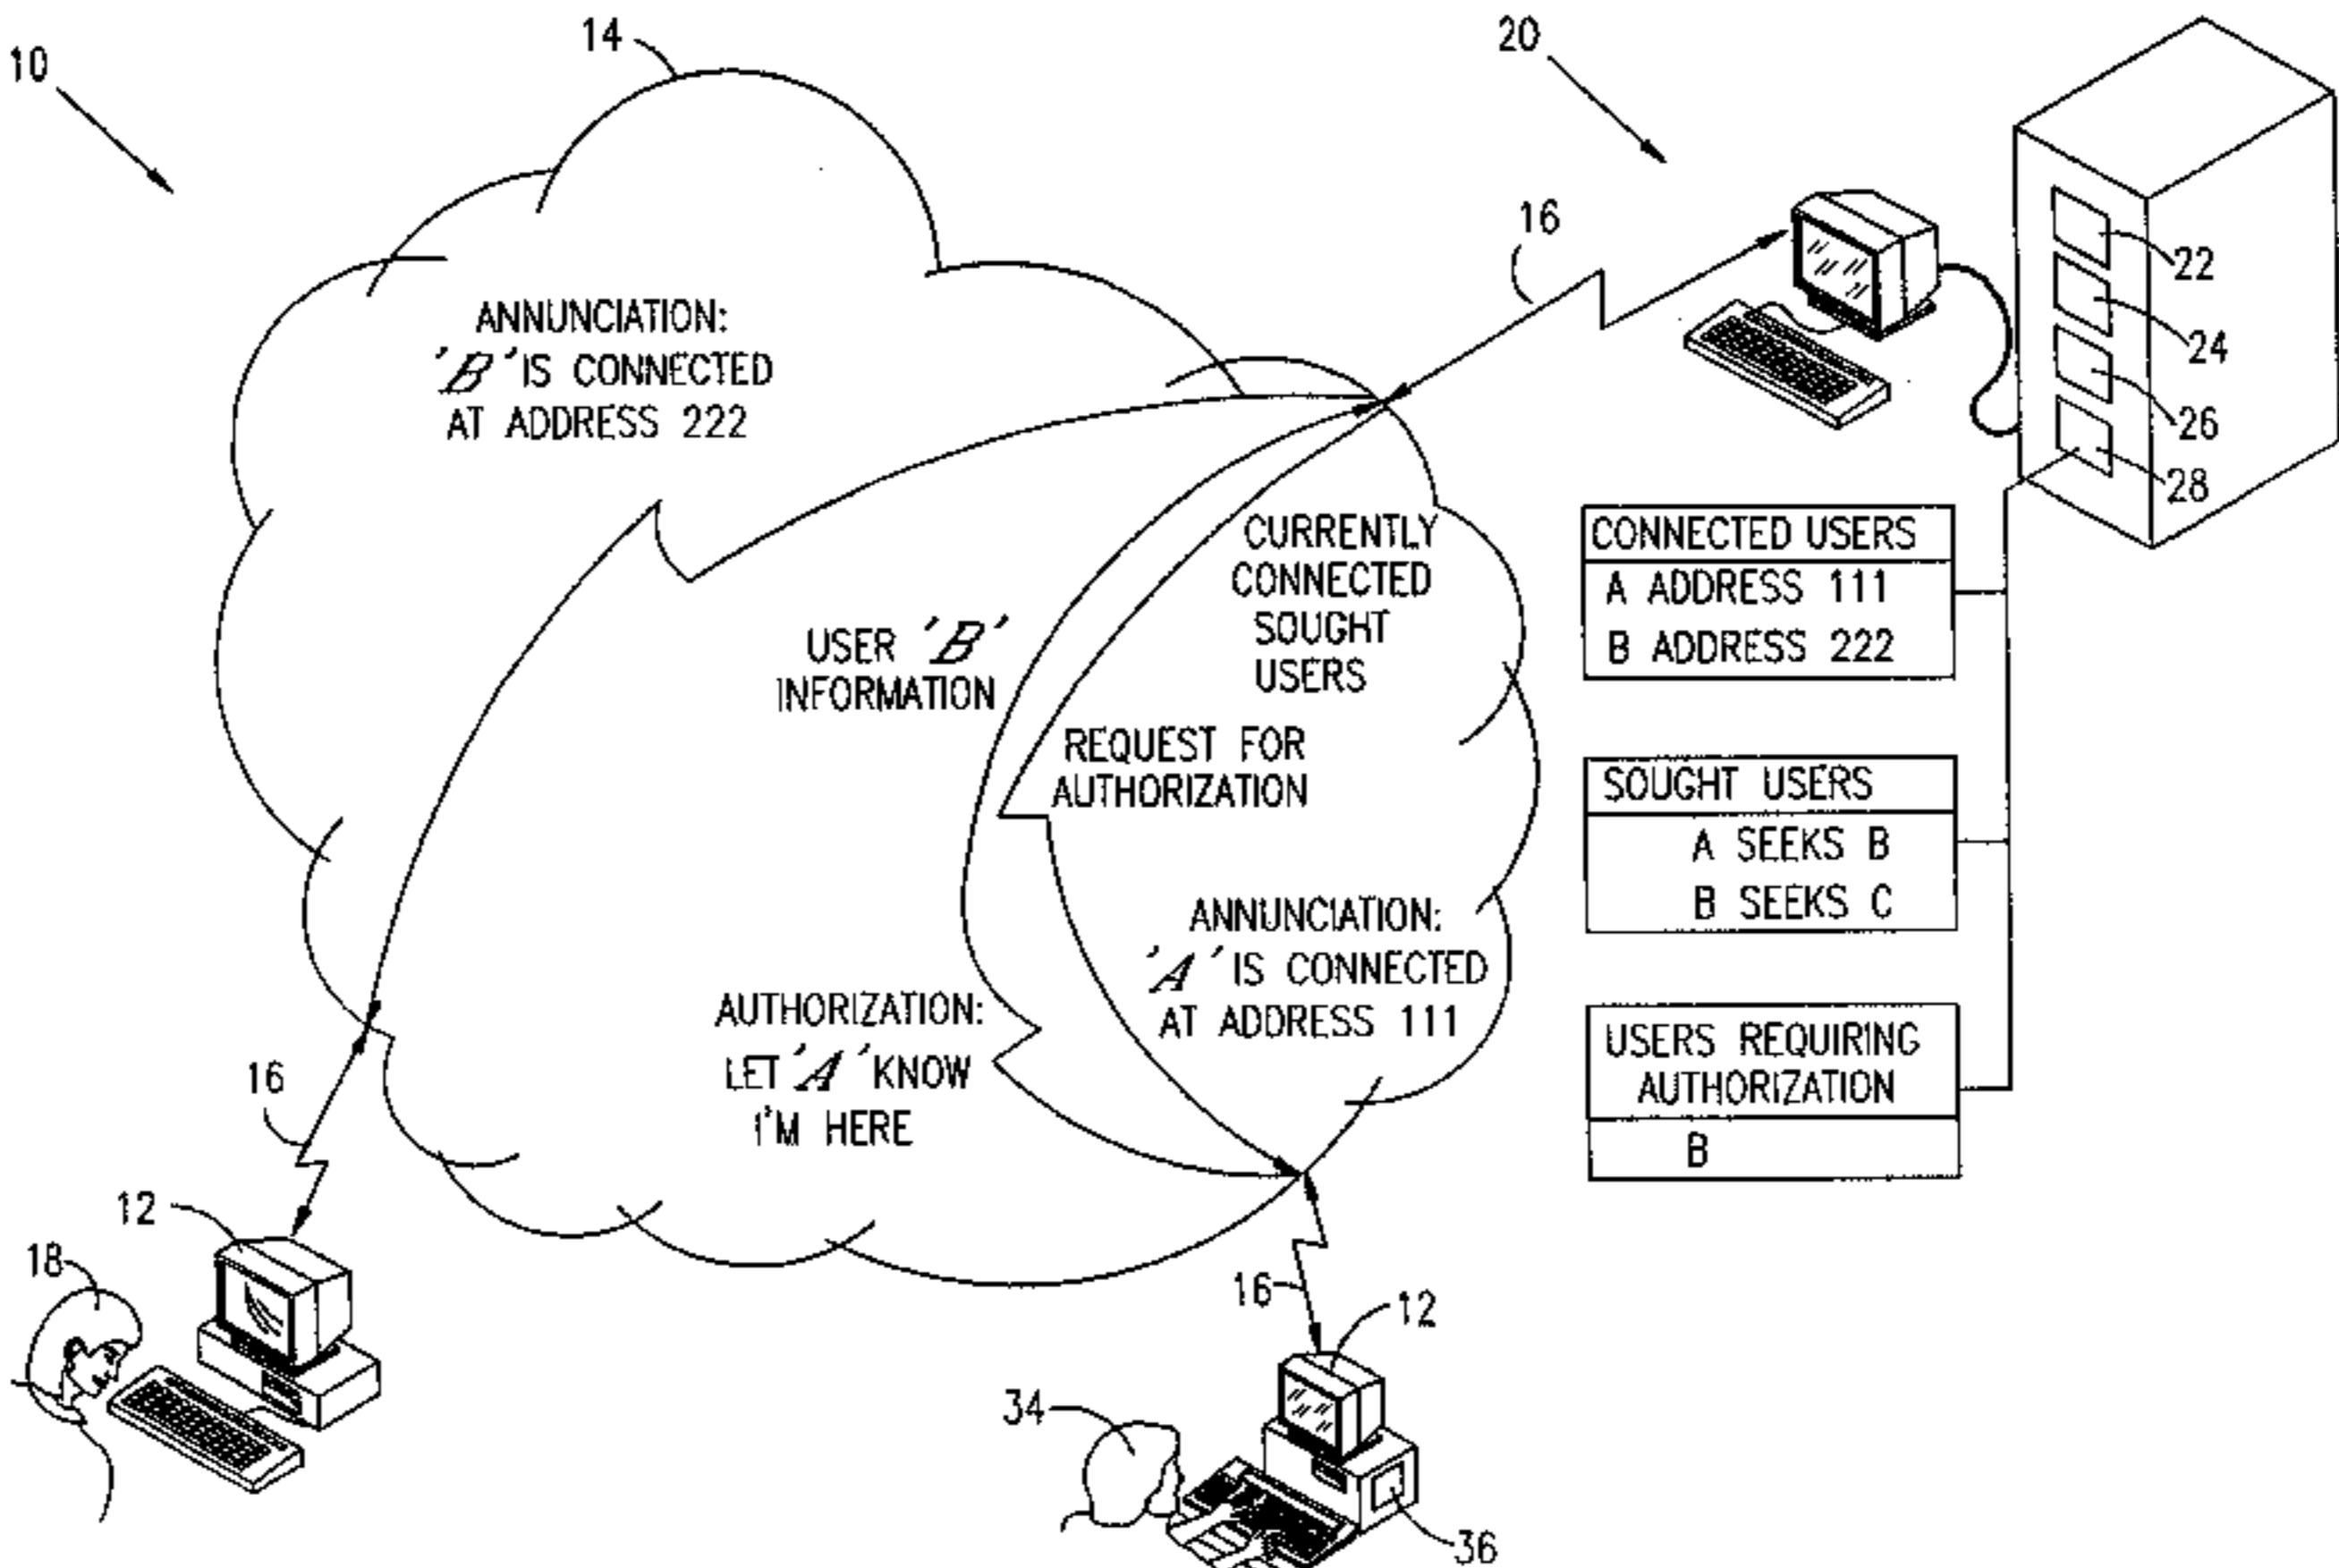 10
14
20
16
22
24
26
28
ANNUNCIATION:
'B' IS CONNECTED
AT ADDRESS 222
USER 'B'
INFORMATION
CURRENTLY
CONNECTED
SOUGHT
USERS
REQUEST FOR
AUTHORIZATION
ANNUNCIATION:
'A' IS CONNECTED
AT ADDRESS 111
AUTHORIZATION:
LET 'A' KNOW
I'M HERE
CONNECTED USERS
A ADDRESS 111
B ADDRESS 222
SOUGHT USERS
A SEEKS B
B SEEKS C
USERS REQUIRING
AUTHORIZATION
B
16
12
18
16
12
34
36